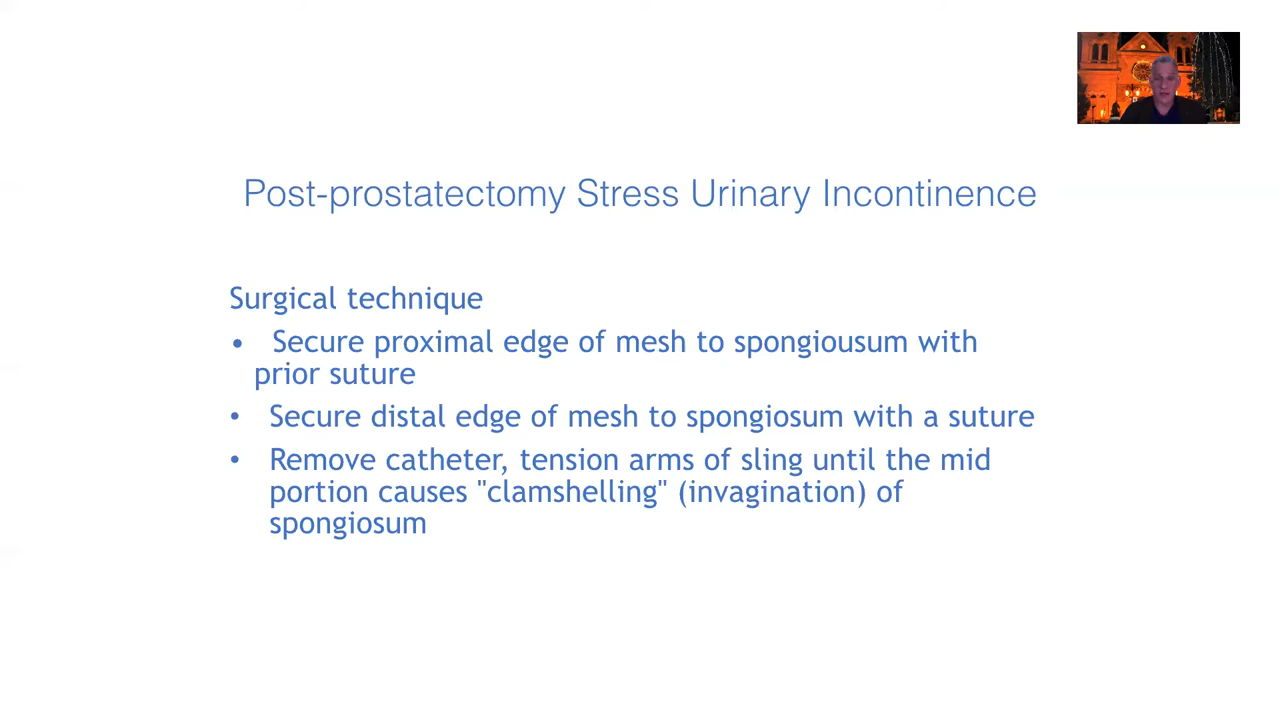 Post-prostatectomy Stress Urinary Incontinence
Surgical technique
• Secure proximal edge of mesh to spongiousum with
prior suture
• Secure distal edge of mesh to spongiosum with a suture
• Remove catheter, tension arms of sling until the mid
portion causes "clamshelling" (invagination) of
spongiosum